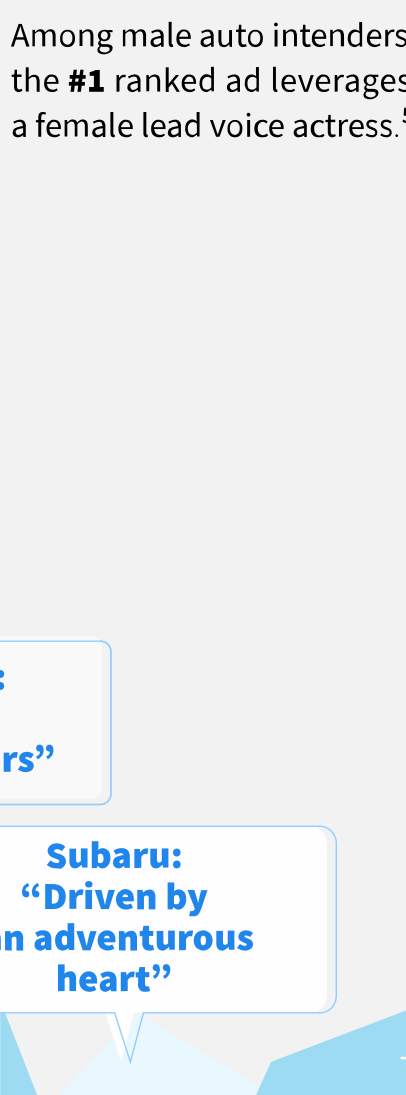 Among male auto intenders
the #1 ranked ad leverages
a female lead voice actress.
:
rs”
Subaru:
“Driven by
n adventurous
heart”